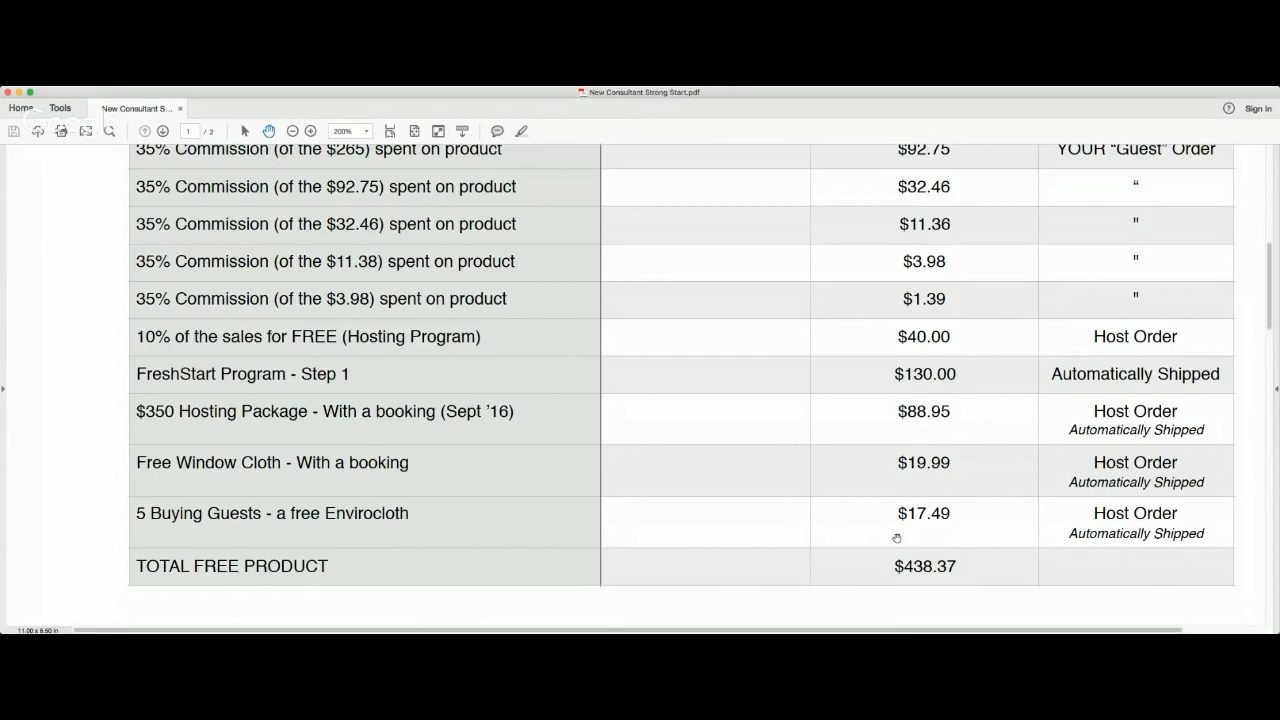 New Consultant Strong Start.pdf
Home Tools New Consultant S... × Sign In
1 / 2 200%
35% Commission (of the $265) spent on product $92.75 YOUR “Guest” Order
35% Commission (of the $92.75) spent on product $32.46 “
35% Commission (of the $32.46) spent on product $11.36 "
35% Commission (of the $11.38) spent on product $3.98 "
35% Commission (of the $3.98) spent on product $1.39 "
10% of the sales for FREE (Hosting Program) $40.00 Host Order
FreshStart Program - Step 1 $130.00 Automatically Shipped
$350 Hosting Package - With a booking (Sept ’16) $88.95 Host Order
Automatically Shipped
Free Window Cloth - With a booking $19.99 Host Order
Automatically Shipped
5 Buying Guests - a free Envirocloth $17.49 Host Order
Automatically Shipped
TOTAL FREE PRODUCT $438.37
11.00 x 8.50 in